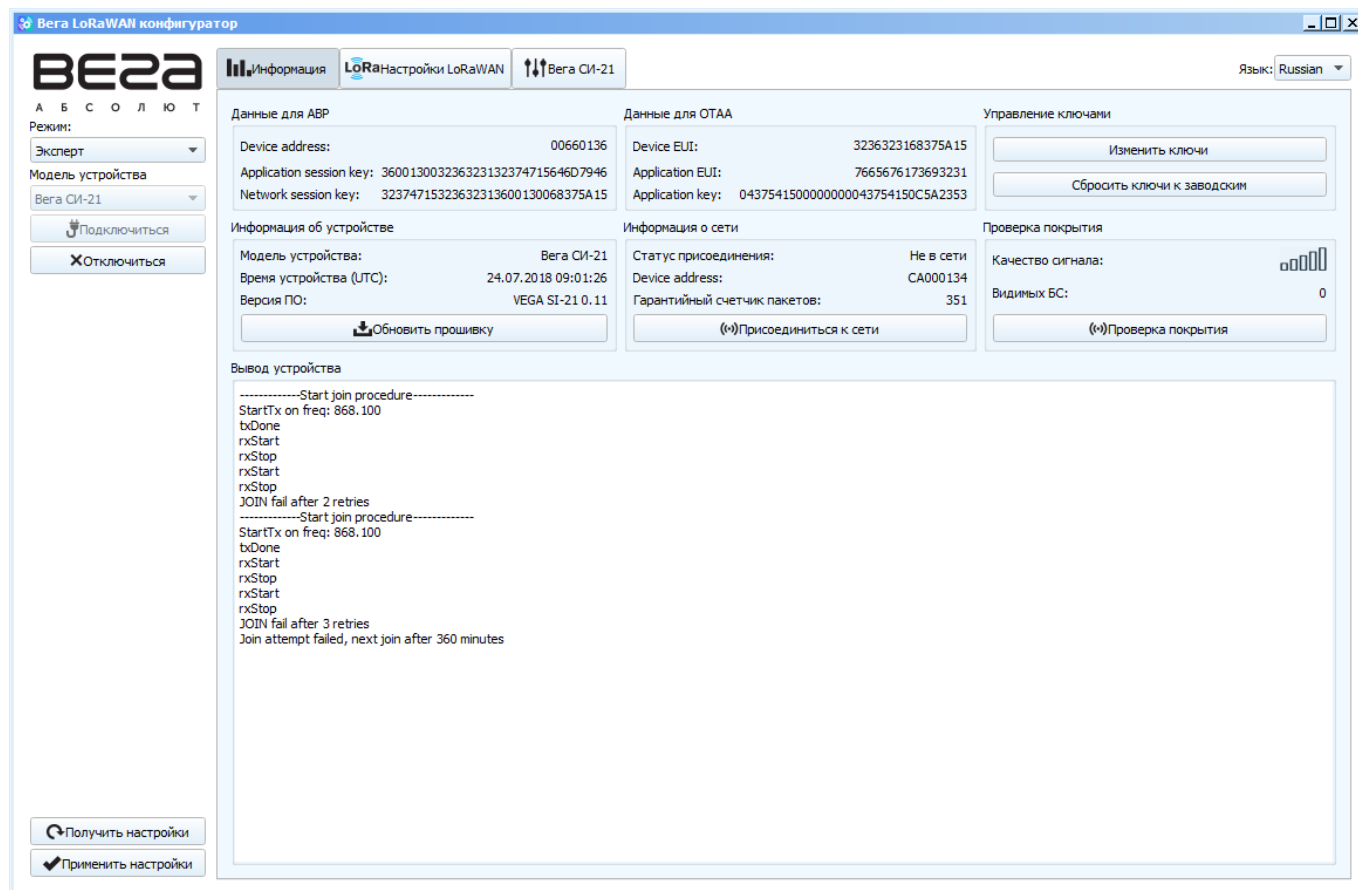 Вега LoRaWAN конфигуратор
ВЕГА
АБСОЛЮТ
Режим:
Эксперт
Модель устройства
Вега СИ-21
Подключиться
Отключиться
Получить настройки
Применить настройки
Информация
LoRa Настройки LoRaWAN
Вега СИ-21
Язык: Russian
Данные для ABP
Device address: 00660136
Application session key: 360013003236323132374715646D7946
Network session key: 32374715323632313600130068375A15
Данные для OTAA
Device EUI: 3236323168375A15
Application EUI: 7665676173693231
Application key: 0437541500000000043754150C5A2353
Управление ключами
Изменить ключи
Сбросить ключи к заводским
Информация об устройстве
Модель устройства: Вега СИ-21
Время устройства (UTC): 24.07.2018 09:01:26
Версия ПО: VEGA SI-21 0.11
Обновить прошивку
Информация о сети
Статус присоединения: Не в сети
Device address: CA000134
Гарантийный счетчик пакетов: 351
Присоединиться к сети
Проверка покрытия
Качество сигнала:
Видимых БС: 0
Проверка покрытия
Вывод устройства
-------------Start join procedure-------------
StartTx on freq: 868.100
txDone
rxStart
rxStop
rxStart
rxStop
JOIN fail after 2 retries
-------------Start join procedure-------------
StartTx on freq: 868.100
txDone
rxStart
rxStop
rxStart
rxStop
JOIN fail after 3 retries
Join attempt failed, next join after 360 minutes